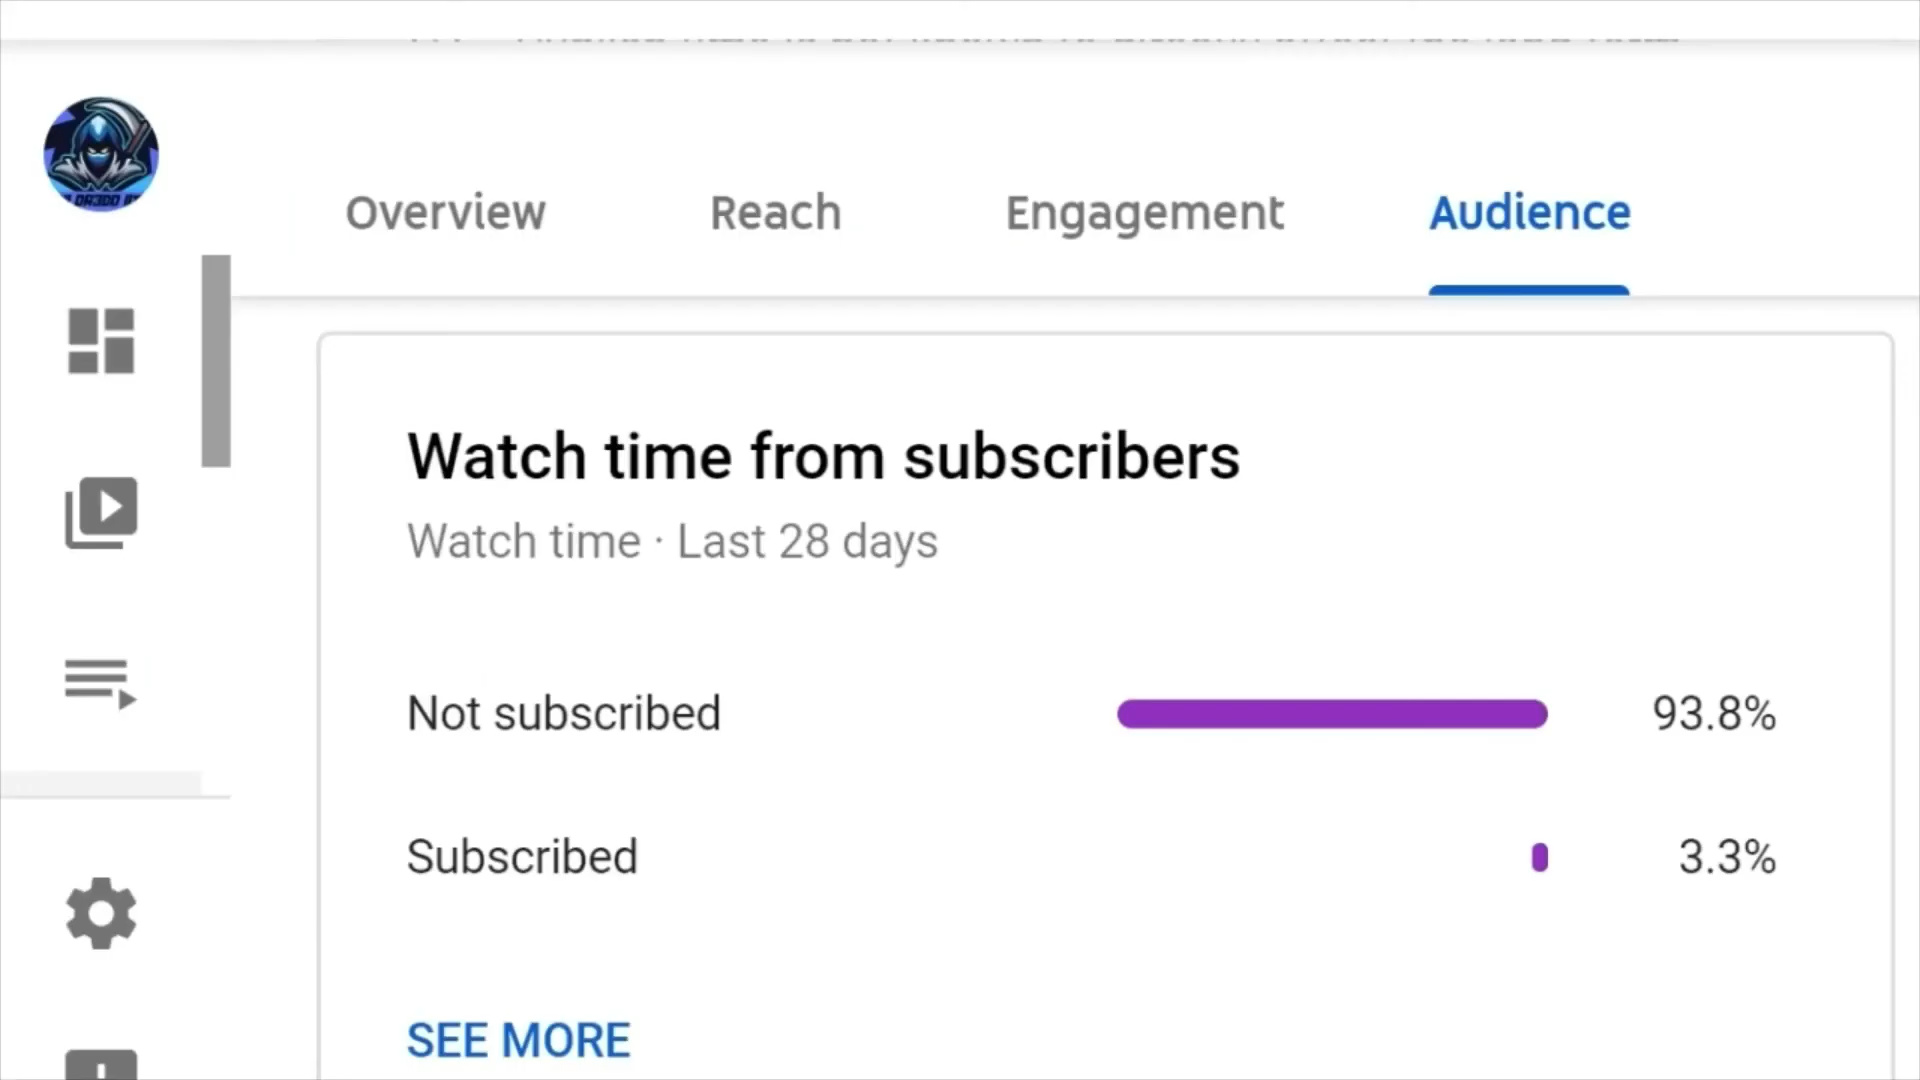 Overview Reach Engagement Audience
Watch time from subscribers
Watch time · Last 28 days
Not subscribed 93.8%
Subscribed 3.3%
SEE MORE